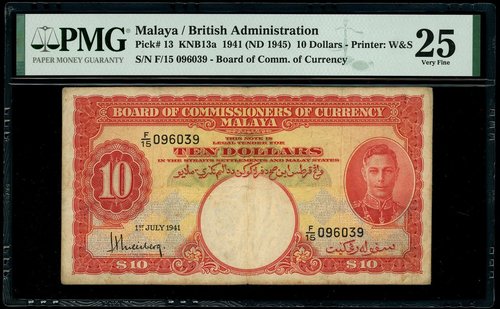 PMG
PAPER MONEY GUARANTY
Malaya / British Administration
Pick# 13 KNB13a 1941 (ND 1945) 10 Dollars - Printer: W&S
S/N F/15 096039 - Board of Comm. of Currency
25
Very Fine
BOARD OF COMMISSIONERS OF CURRENCY
MALAYA
F/15 096039
THIS NOTE IS
LEGAL TENDER FOR
TEN DOLLARS
IN THE STRAITS SETTLEMENTS AND MALAY STATES
10
1ST JULY 1941
F/15 096039
$10
$10